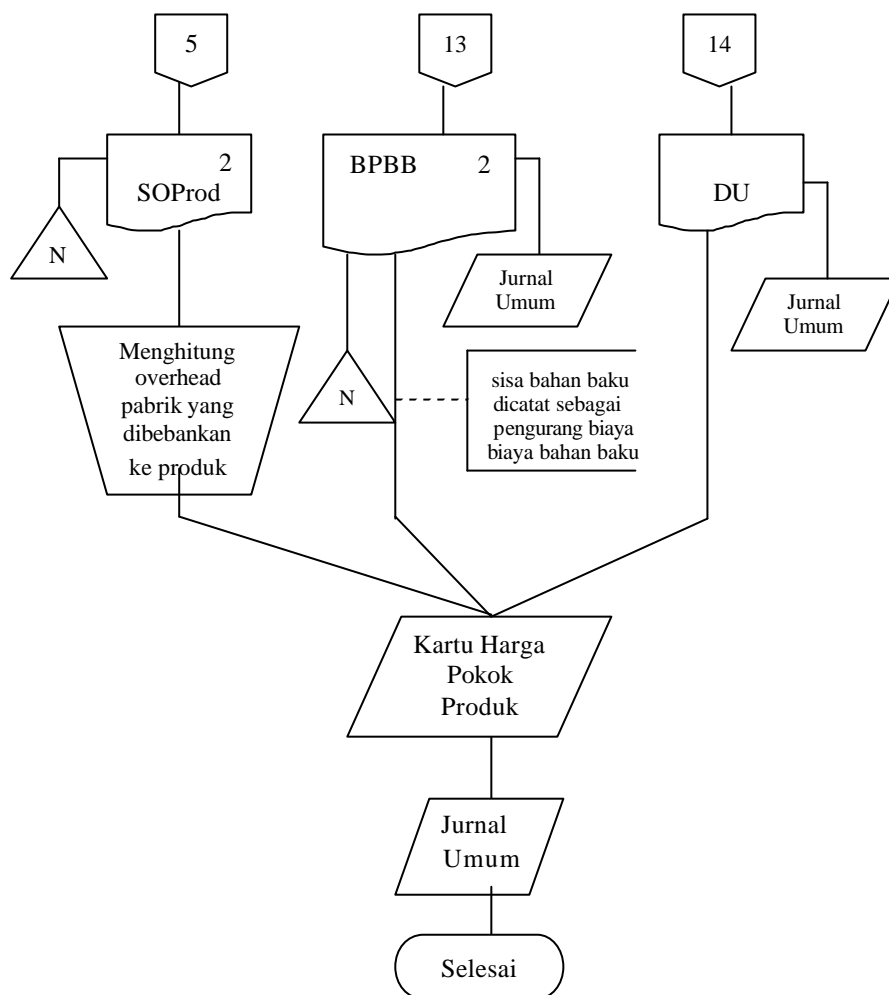 5
13
14
2
SOProd
BPBB 2
DU
N
Jurnal
Umum
Jurnal
Umum
Menghitung
overhead
pabrik yang
dibebankan
ke produk
N
sisa bahan baku
dicatat sebagai
pengurang biaya
biaya bahan baku
Kartu Harga
Pokok
Produk
Jurnal
Umum
Selesai